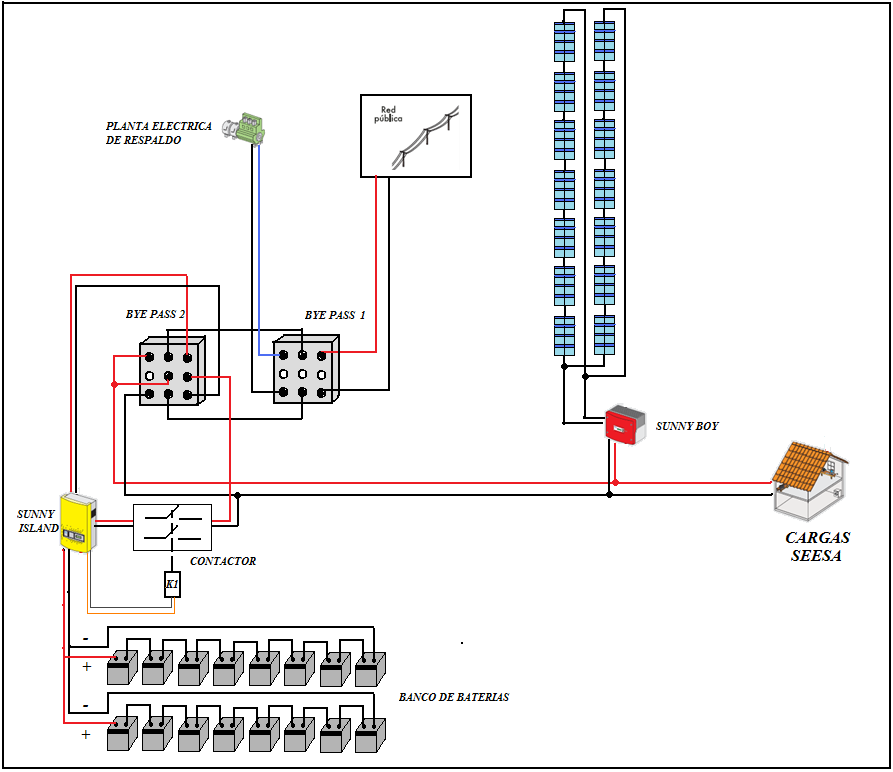 PLANTA ELECTRICA
DE RESPALDO
Red
pública
BYE PASS 2
BYE PASS 1
SUNNY BOY
SUNNY
ISLAND
CONTACTOR
K1
CARGAS
SEESA
-
+
BANCO DE BATERIAS
-
+